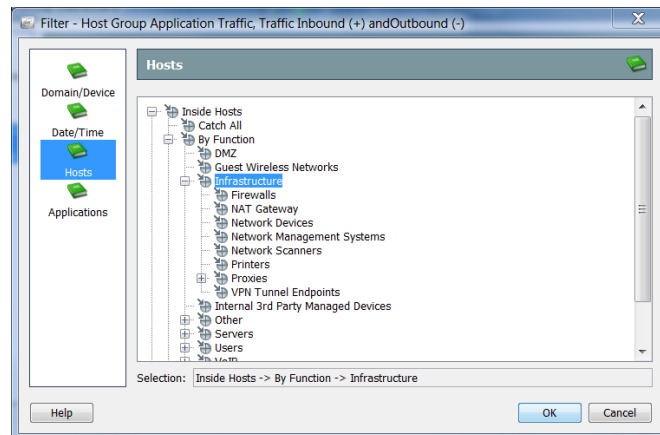 Filter - Host Group Application Traffic, Traffic Inbound (+) andOutbound (-)
Domain/Device
Date/Time
Hosts
Applications
Hosts
Inside Hosts
Catch All
By Function
DMZ
Guest Wireless Networks
Infrastructure
Firewalls
NAT Gateway
Network Devices
Network Management Systems
Network Scanners
Printers
Proxies
VPN Tunnel Endpoints
Internal 3rd Party Managed Devices
Other
Servers
Users
VoIP
Selection: Inside Hosts -> By Function -> Infrastructure
Help OK Cancel